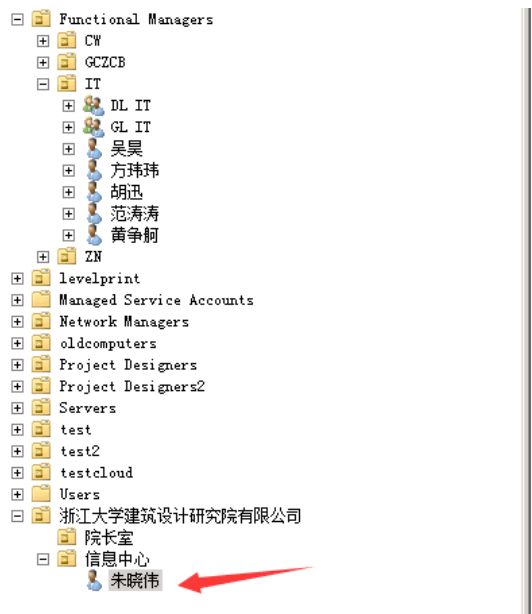 Functional Managers
CW
GCZCB
IT
DL IT
GL IT
吴昊
方玮玮
胡迅
范涛涛
黄争舸
ZN
levelprint
Managed Service Accounts
Network Managers
oldcomputers
Project Designers
Project Designers2
Servers
test
test2
testcloud
Users
浙江大学建筑设计研究院有限公司
院长室
信息中心
朱晓伟